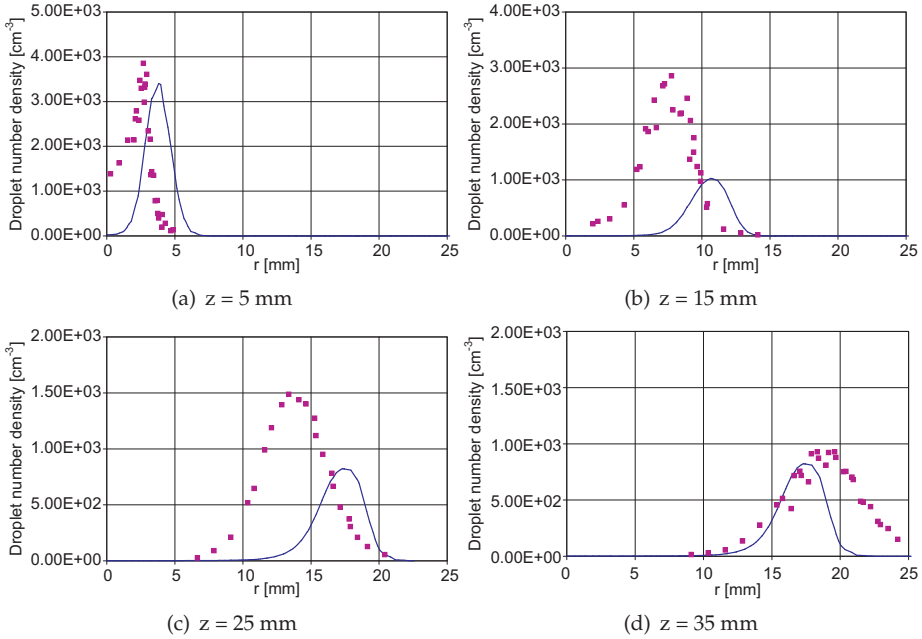 Droplet number density [cm-3]
5.00E+03
4.00E+03
3.00E+03
2.00E+03
1.00E+03
0.00E+00
0 5 10 15 20 25
r [mm]
(a) z = 5 mm
Droplet number density [cm-3]
4.00E+03
3.00E+03
2.00E+03
1.00E+03
0.00E+00
0 5 10 15 20 25
r [mm]
(b) z = 15 mm
Droplet number density [cm-3]
2.00E+03
1.50E+03
1.00E+03
5.00E+02
0.00E+00
0 5 10 15 20 25
r [mm]
(c) z = 25 mm
Droplet number density [cm-3]
2.00E+03
1.50E+03
1.00E+03
5.00E+02
0.00E+00
0 5 10 15 20 25
r [mm]
(d) z = 35 mm